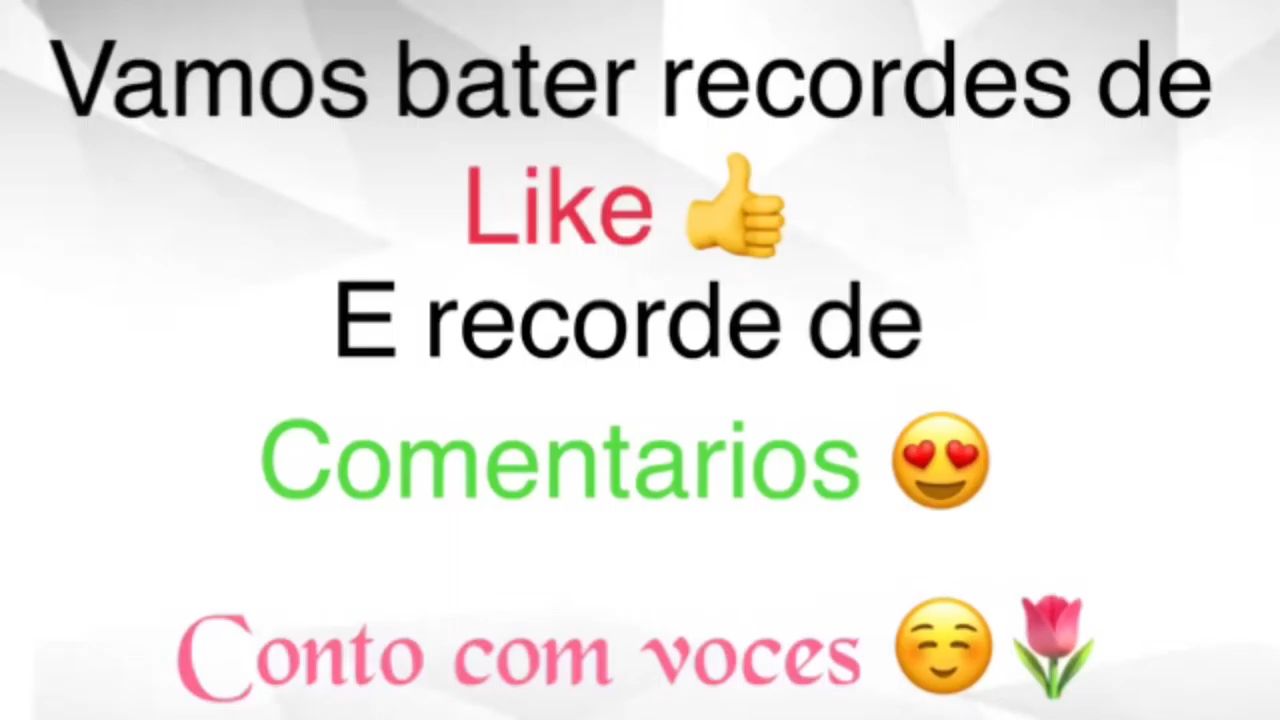 Vamos bater recordes de
Like 👍
E recorde de
Comentarios 😍
Conto com voces ☺️🌷